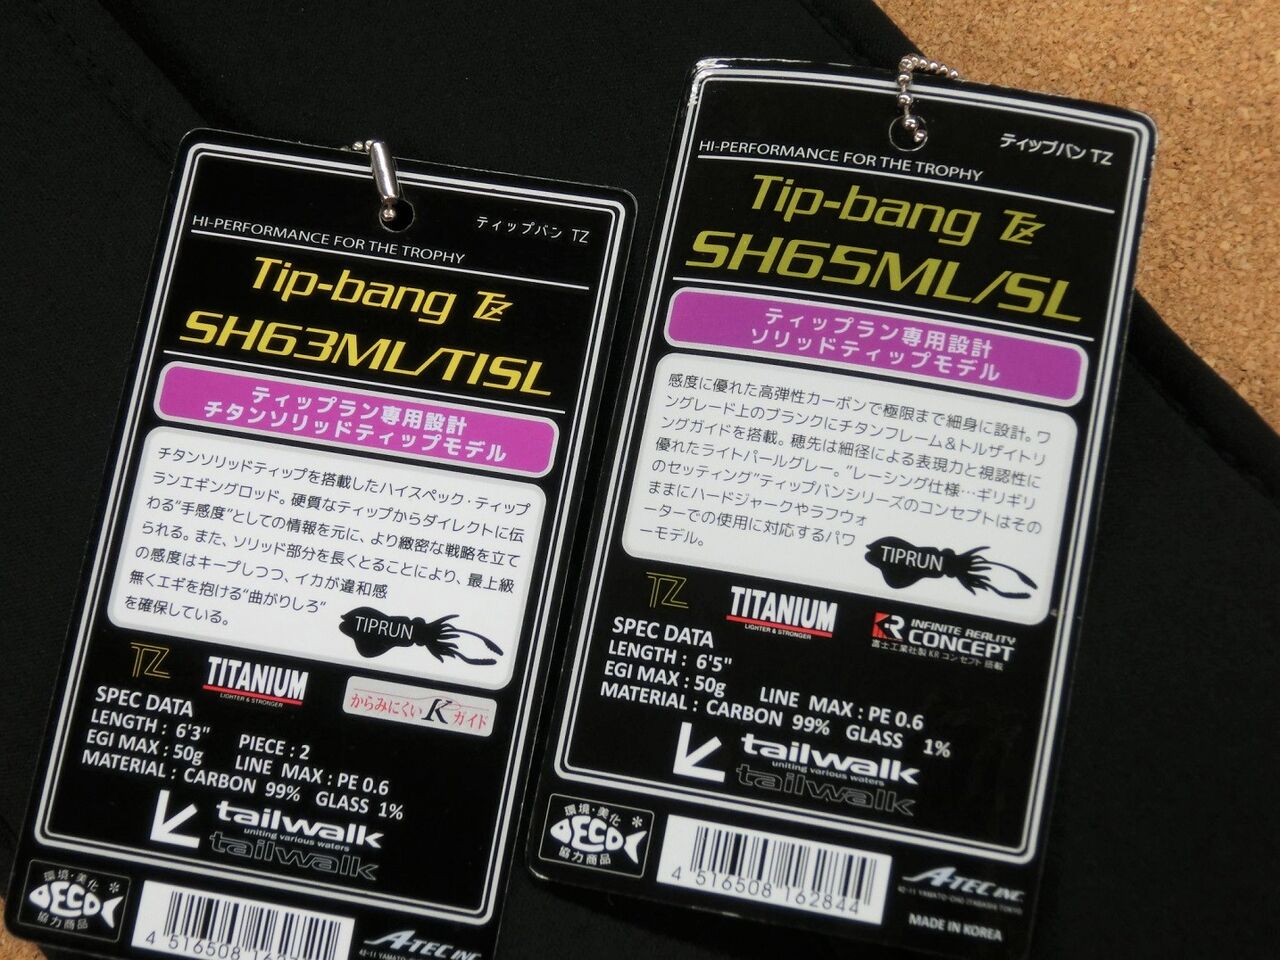 ティップバン TZ
HI-PERFORMANCE FOR THE TROPHY
Tip-bang TZ
SH63ML/TISL
ティップラン専用設計
チタンソリッドティップモデル
チタンソリッドティップを搭載したハイスペック・ティップ
ランエギングロッド。硬質なティップからダイレクトに伝
わる“手感度”としての情報を元に、より緻密な戦略を立て
られる。また、ソリッド部分を長くとることにより、最上級
の感度はキープしつつ、イカが違和感
無くエギを抱ける“曲がりしろ”
を確保している。
TIPRUN
TZ
TITANIUM
LIGHTER & STRONGER
からみにくい Kガイド
SPEC DATA
LENGTH : 6'3" PIECE : 2
EGI MAX : 50g LINE MAX : PE 0.6
MATERIAL : CARBON 99% GLASS 1%
tailwalk
uniting various waters
tailwalk
環境・美化
ECO
協力商品
4 516508
A-TEC INC.
ティップバン TZ
HI-PERFORMANCE FOR THE TROPHY
Tip-bang TZ
SH65ML/SL
ティップラン専用設計
ソリッドティップモデル
感度に優れた高弾性カーボンで極限まで細身に設計。ワ
ングレード上のブランクにチタンフレーム&トルザイトリ
ングガイドを搭載。穂先は細径による表現力と視認性に
優れたライトパールグレー。“レーシング仕様…ギリギリ
のセッティング”ティップバンシリーズのコンセプトはその
ままにハードジャークやラフウォ
ーターでの使用に対応するパワ
ーモデル。
TIPRUN
TZ
TITANIUM
LIGHTER & STRONGER
KR INFINITE REALITY
CONCEPT
富士工業社製 KR コンセプト搭載
SPEC DATA
LENGTH : 6'5"
EGI MAX : 50g LINE MAX : PE 0.6
MATERIAL : CARBON 99% GLASS 1%
tailwalk
uniting various waters
tailwalk
環境・美化
ECO
協力商品
4 516508 162844
A-TEC INC.
MADE IN KOREA